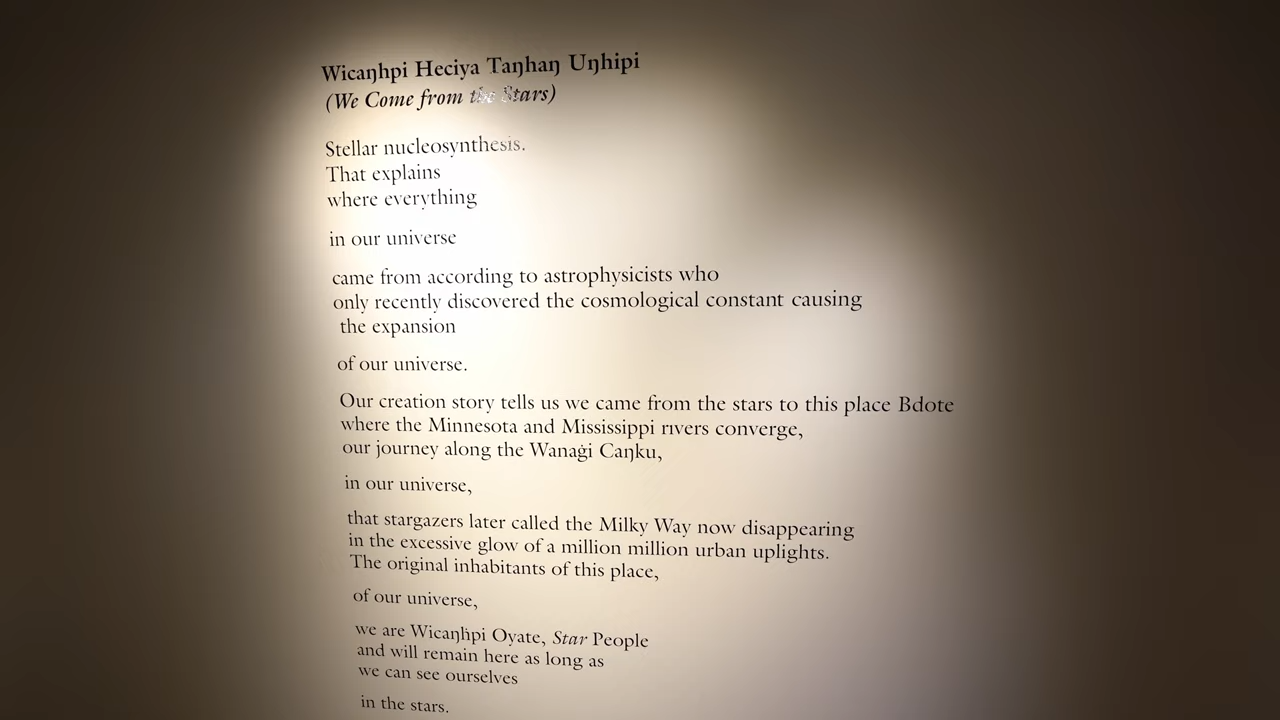 Wicaŋhpi Heciya Taŋhaŋ Uŋhipi
(We Come from the Stars)
Stellar nucleosynthesis.
That explains
where everything
in our universe
came from according to astrophysicists who
only recently discovered the cosmological constant causing
the expansion
of our universe.
Our creation story tells us we came from the stars to this place Bdote
where the Minnesota and Mississippi rivers converge,
our journey along the Wanaġi Caŋku,
in our universe,
that stargazers later called the Milky Way now disappearing
in the excessive glow of a million million urban uplights.
The original inhabitants of this place,
of our universe,
we are Wicaŋḣpi Oyate, Star People
and will remain here as long as
we can see ourselves
in the stars.